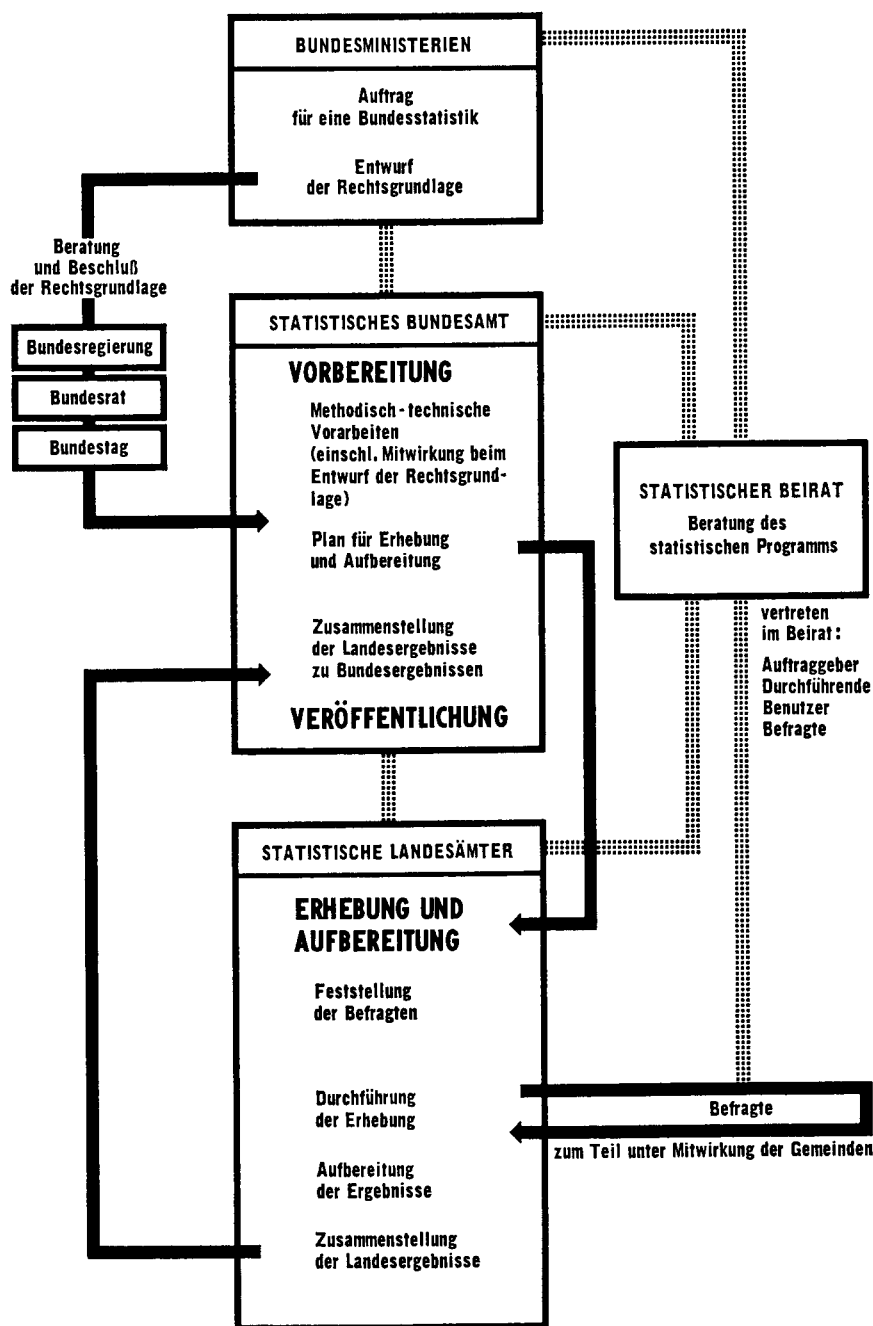 BUNDESMINISTERIEN
Auftrag
für eine Bundesstatistik
Entwurf
der Rechtsgrundlage
Beratung
und Beschluß
der Rechtsgrundlage
Bundesregierung
Bundesrat
Bundestag
STATISTISCHES BUNDESAMT
VORBEREITUNG
Methodisch-technische
Vorarbeiten
(einschl. Mitwirkung beim
Entwurf der Rechtsgrund-
lage)
Plan für Erhebung
und Aufbereitung
Zusammenstellung
der Landesergebnisse
zu Bundesergebnissen
VERÖFFENTLICHUNG
STATISTISCHER BEIRAT
Beratung des
statistischen Programms
vertreten
im Beirat:
Auftraggeber
Durchführende
Benutzer
Befragte
STATISTISCHE LANDESÄMTER
ERHEBUNG UND
AUFBEREITUNG
Feststellung
der Befragten
Durchführung
der Erhebung
Befragte
zum Teil unter Mitwirkung der Gemeinden
Aufbereitung
der Ergebnisse
Zusammenstellung
der Landesergebnisse